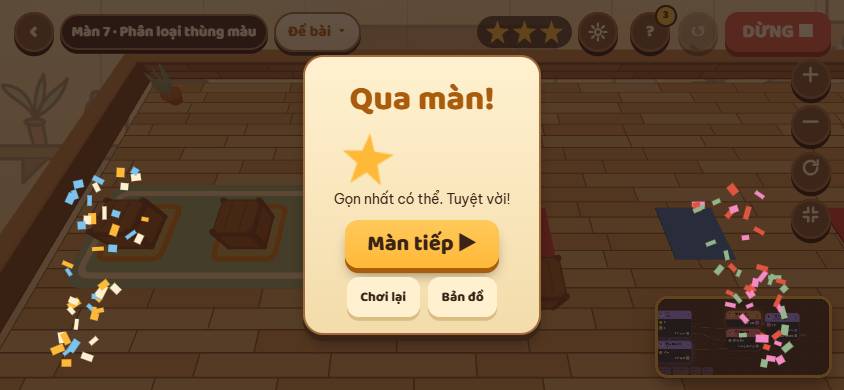 Màn 7 • Phân loại thùng màu
Đề bài
3
?
DỪNG
Qua màn!
Gọn nhất có thể. Tuyệt vời!
Màn tiếp
Chơi lại
Bản đồ